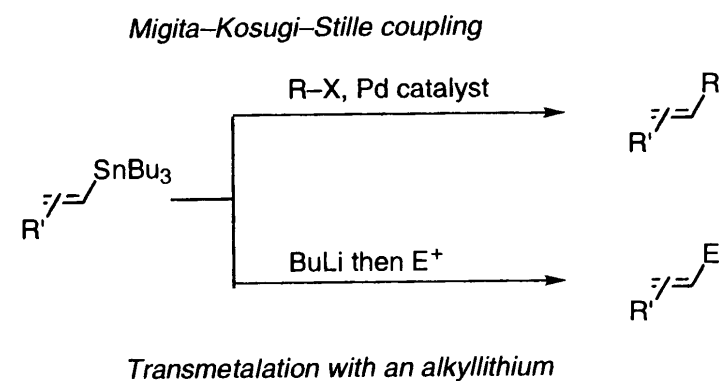 Migita–Kosugi–Stille coupling
R–X, Pd catalyst
R
R'
SnBu3
R'
BuLi then E+
E
R'
Transmetalation with an alkyllithium